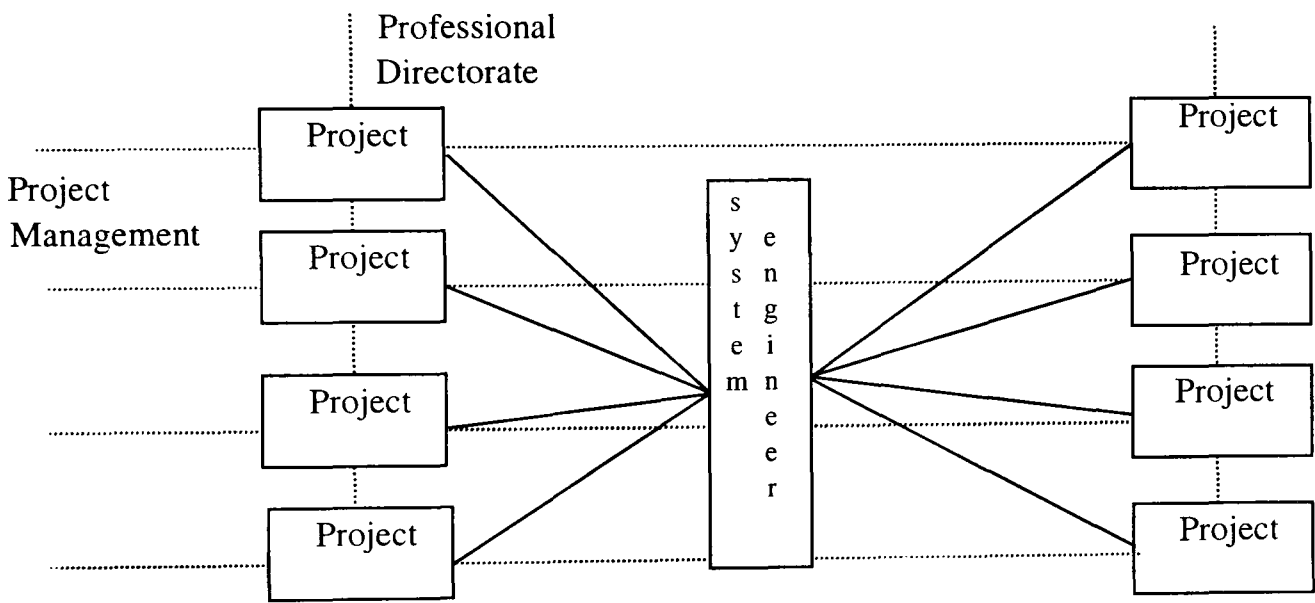 Professional
Directorate
Project
Project
Project
Management
Project
Project
Project
Project
Project
Project
system
engineer